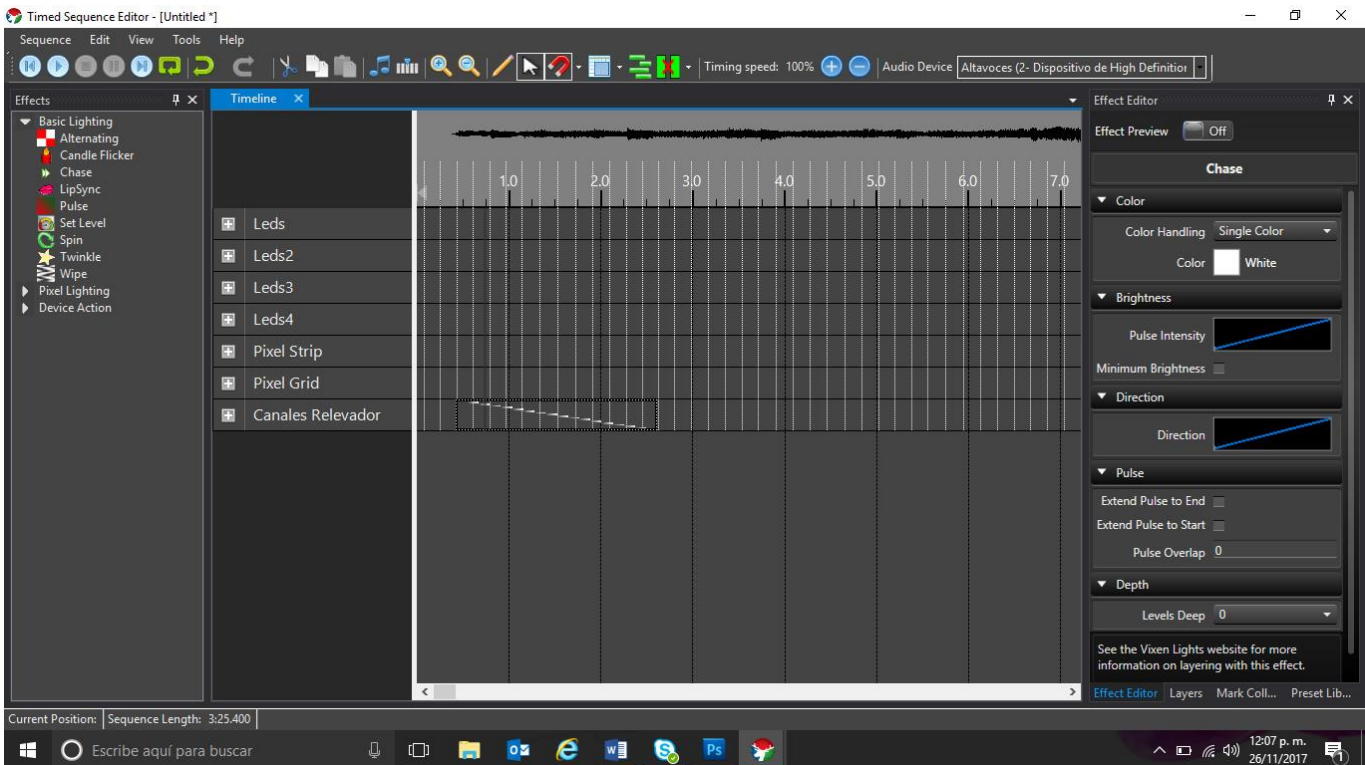 Timed Sequence Editor - [Untitled *]
Sequence Edit View Tools Help
Timing speed: 100% Audio Device Altavoces (2- Dispositivo de High Definitior
Effects
Basic Lighting
Alternating
Candle Flicker
Chase
LipSync
Pulse
Set Level
Spin
Twinkle
Wipe
Pixel Lighting
Device Action
Timeline
1.0 2.0 3.0 4.0 5.0 6.0 7.0
Leds
Leds2
Leds3
Leds4
Pixel Strip
Pixel Grid
Canales Relevador
Effect Editor
Effect Preview Off
Chase
Color
Color Handling Single Color
Color White
Brightness
Pulse Intensity
Minimum Brightness
Direction
Direction
Pulse
Extend Pulse to End
Extend Pulse to Start
Pulse Overlap 0
Depth
Levels Deep 0
See the Vixen Lights website for more
information on layering with this effect.
Effect Editor Layers Mark Coll... Preset Lib...
Current Position: Sequence Length: 3:25.400
Escribe aquí para buscar
Ps
12:07 p. m.
26/11/2017